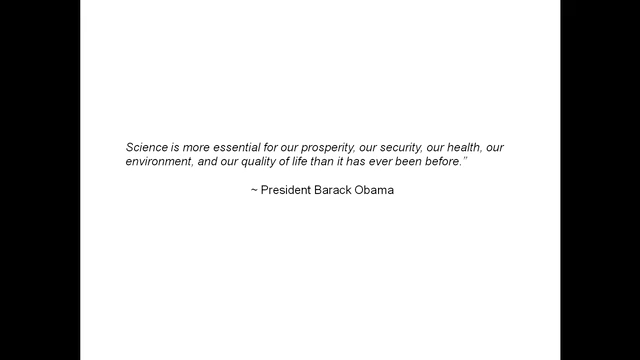 Science is more essential for our prosperity, our security, our health, our
environment, and our quality of life than it has ever been before.”
~ President Barack Obama